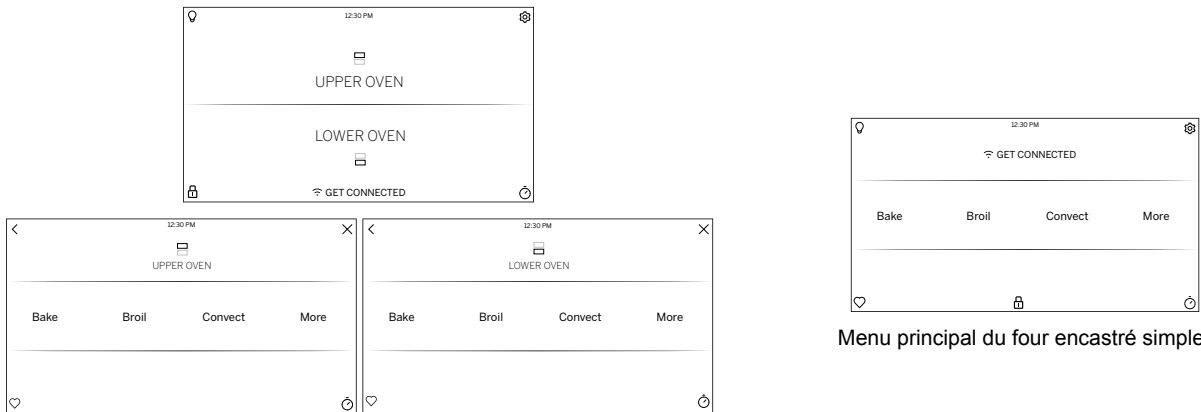 12:30 PM
UPPER OVEN
LOWER OVEN
GET CONNECTED
12:30 PM
UPPER OVEN
Bake Broil Convect More
12:30 PM
LOWER OVEN
Bake Broil Convect More
12:30 PM
GET CONNECTED
Bake Broil Convect More
Menu principal du four encastré simple